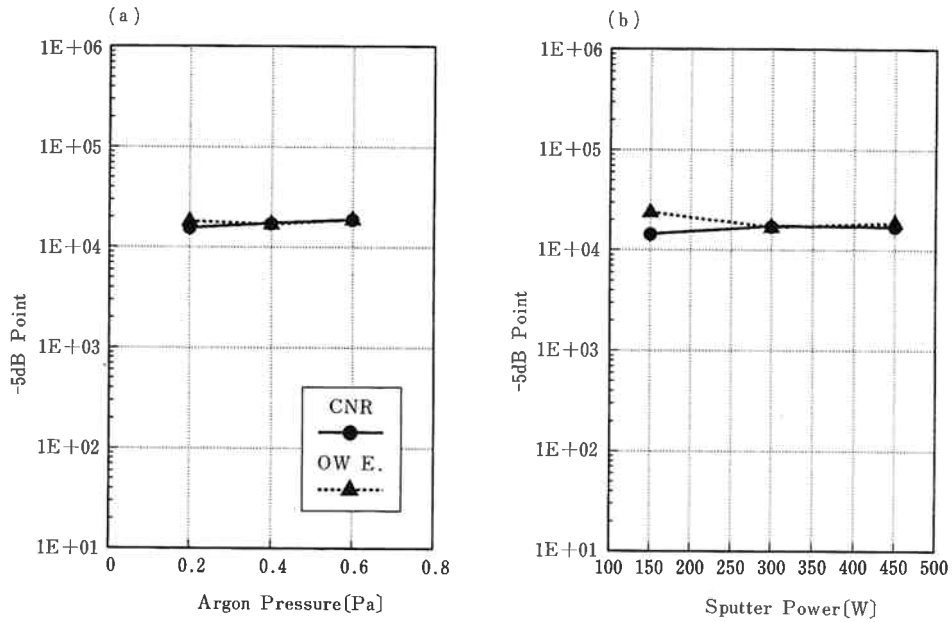 (a)
1E+06
1E+05
1E+04
1E+03
1E+02
1E+01
-5dB Point
0 0.2 0.4 0.6 0.8
Argon Pressure[Pa]
CNR
OW E.
(b)
1E+06
1E+05
1E+04
1E+03
1E+02
1E+01
-5dB Point
100 150 200 250 300 350 400 450 500
Sputter Power[W]